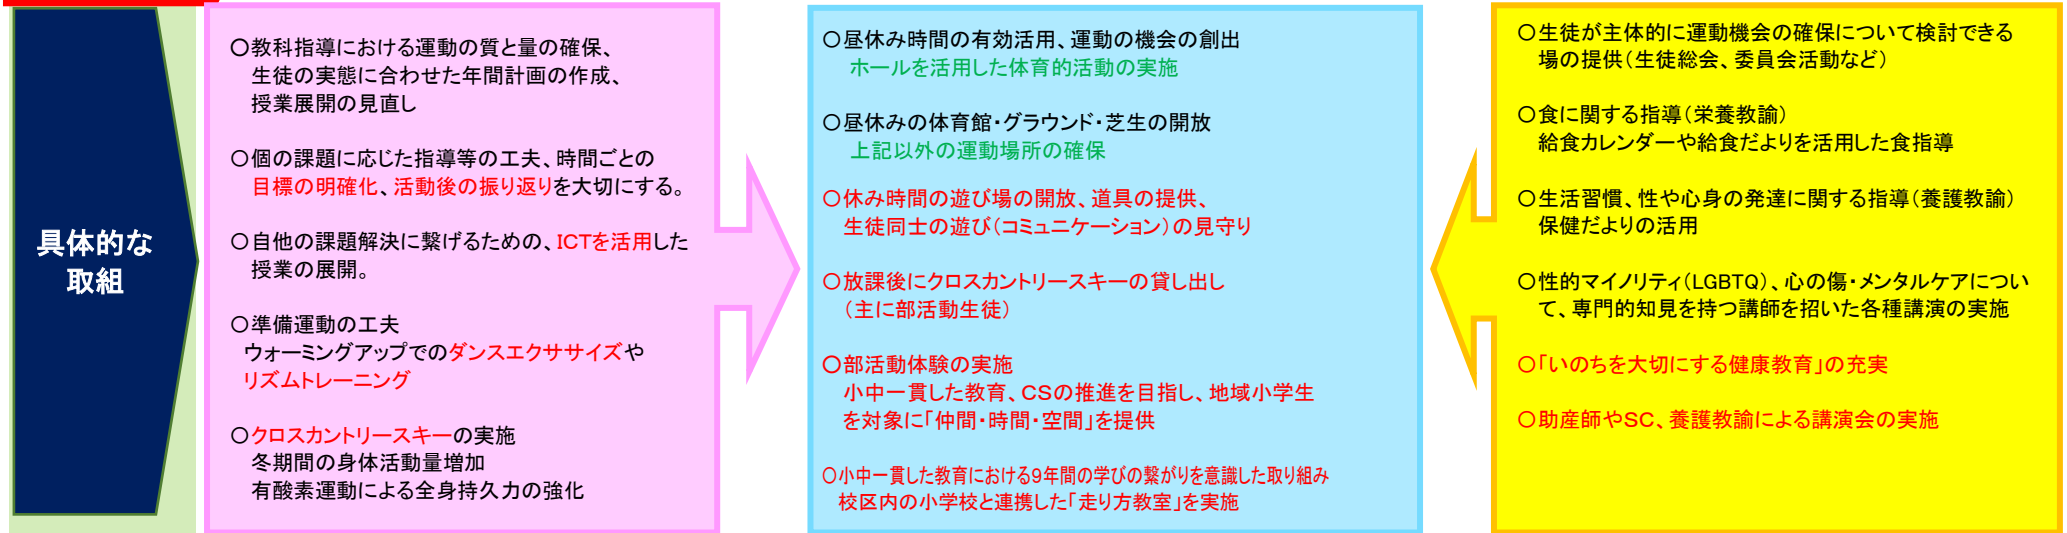 具体的な
取組
〇教科指導における運動の質と量の確保、
生徒の実態に合わせた年間計画の作成、
授業展開の見直し
〇個の課題に応じた指導等の工夫、時間ごとの
目標の明確化、活動後の振り返りを大切にする。
〇自他の課題解決に繋げるための、ICTを活用した
授業の展開。
〇準備運動の工夫
ウォーミングアップでのダンスエクササイズや
リズムトレーニング
〇クロスカントリースキーの実施
冬期間の身体活動量増加
有酸素運動による全身持久力の強化
〇昼休み時間の有効活用、運動の機会の創出
ホールを活用した体育的活動の実施
〇昼休みの体育館・グラウンド・芝生の開放
上記以外の運動場所の確保
〇休み時間の遊び場の開放、道具の提供、
生徒同士の遊び(コミュニケーション)の見守り
〇放課後にクロスカントリースキーの貸し出し
(主に部活動生徒)
〇部活動体験の実施
小中一貫した教育、CSの推進を目指し、地域小学生
を対象に「仲間・時間・空間」を提供
〇小中一貫した教育における9年間の学びの繋がりを意識した取り組み
校区内の小学校と連携した「走り方教室」を実施
〇生徒が主体的に運動機会の確保について検討できる
場の提供(生徒総会、委員会活動など)
〇食に関する指導(栄養教諭)
給食カレンダーや給食だよりを活用した食指導
〇生活習慣、性や心身の発達に関する指導(養護教諭)
保健だよりの活用
〇性的マイノリティ(LGBTQ)、心の傷・メンタルケアについ
て、専門的知見を持つ講師を招いた各種講演の実施
〇「いのちを大切にする健康教育」の充実
〇助産師やSC、養護教諭による講演会の実施